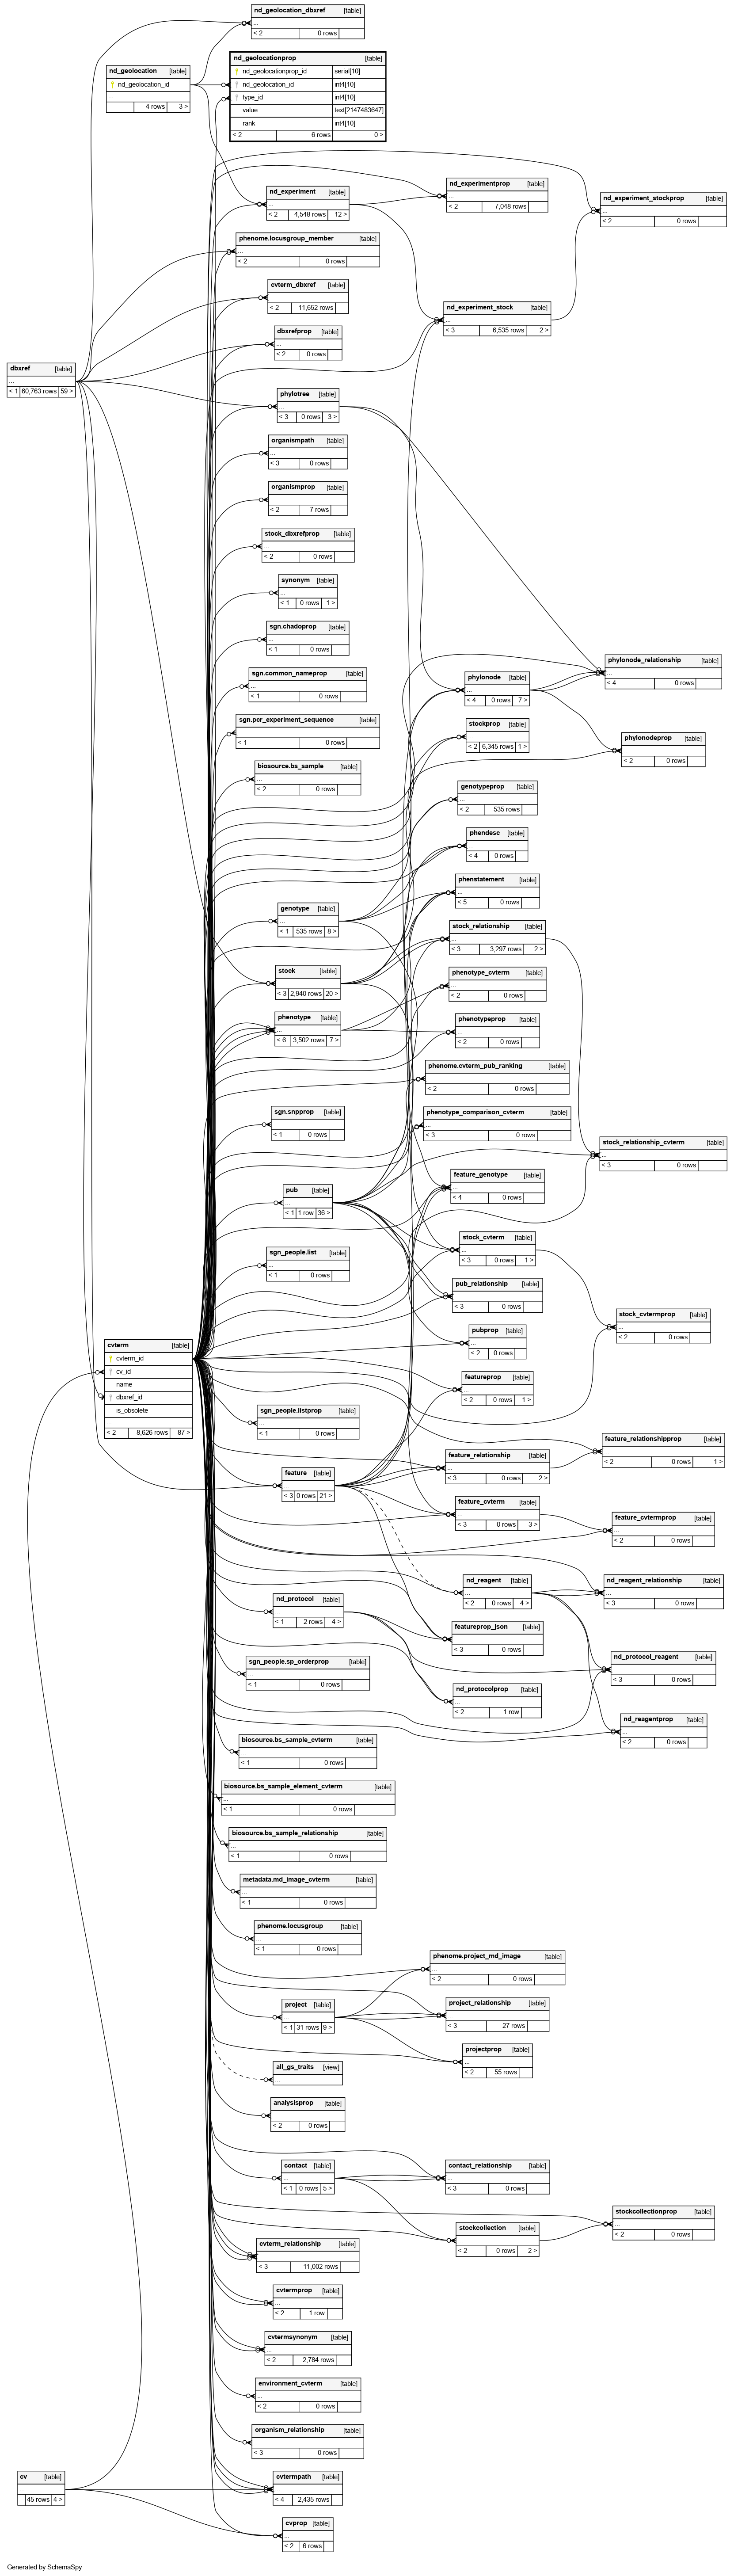 nd_geolocation_dbxref [table]
...
< 2 0 rows
nd_geolocationprop [table]
nd_geolocationprop_id serial[10]
nd_geolocation_id int4[10]
type_id int4[10]
value text[2147483647]
rank int4[10]
< 2 6 rows 0 >
nd_geolocation [table]
nd_geolocation_id
...
4 rows 3 >
nd_experiment [table]
...
< 2 4,548 rows 12 >
nd_experimentprop [table]
...
< 2 7,048 rows
nd_experiment_stockprop [table]
...
< 2 0 rows
phenome.locusgroup_member [table]
...
< 2 0 rows
cvterm_dbxref [table]
...
< 2 11,652 rows
nd_experiment_stock [table]
...
< 3 6,535 rows 2 >
dbxrefprop [table]
...
< 2 0 rows
dbxref [table]
...
< 1 60,763 rows 59 >
phylotree [table]
...
< 3 0 rows 3 >
organismpath [table]
...
< 3 0 rows
organismprop [table]
...
< 2 7 rows
stock_dbxrefprop [table]
...
< 2 0 rows
synonym [table]
...
< 1 0 rows 1 >
sgn.chadoprop [table]
...
< 1 0 rows
sgn.common_nameprop [table]
...
< 1 0 rows
phylonode [table]
...
< 4 0 rows 7 >
phylonode_relationship [table]
...
< 4 0 rows
sgn.pcr_experiment_sequence [table]
...
< 1 0 rows
stockprop [table]
...
< 2 6,345 rows 1 >
phylonodeprop [table]
...
< 2 0 rows
biosource.bs_sample [table]
...
< 2 0 rows
genotypeprop [table]
...
< 2 535 rows
phendesc [table]
...
< 4 0 rows
phenstatement [table]
...
< 5 0 rows
genotype [table]
...
< 1 535 rows 8 >
stock_relationship [table]
...
< 3 3,297 rows 2 >
stock [table]
...
< 3 2,940 rows 20 >
phenotype_cvterm [table]
...
< 2 0 rows
phenotype [table]
...
< 6 3,502 rows 7 >
phenotypeprop [table]
...
< 2 0 rows
phenome.cvterm_pub_ranking [table]
...
< 2 0 rows
sgn.snpprop [table]
...
< 1 0 rows
phenotype_comparison_cvterm [table]
...
< 3 0 rows
stock_relationship_cvterm [table]
...
< 3 0 rows
pub [table]
...
< 1 1 row 36 >
feature_genotype [table]
...
< 4 0 rows
sgn_people.list [table]
...
< 1 0 rows
stock_cvterm [table]
...
< 3 0 rows 1 >
pub_relationship [table]
...
< 3 0 rows
stock_cvtermprop [table]
...
< 2 0 rows
pubprop [table]
...
< 2 0 rows
cvterm [table]
cvterm_id
cv_id
name
dbxref_id
is_obsolete
...
< 2 8,626 rows 87 >
featureprop [table]
...
< 2 0 rows 1 >
sgn_people.listprop [table]
...
< 1 0 rows
feature_relationship [table]
...
< 3 0 rows 2 >
feature_relationshipprop [table]
...
< 2 0 rows 1 >
feature [table]
...
< 3 0 rows 21 >
feature_cvterm [table]
...
< 3 0 rows 3 >
feature_cvtermprop [table]
...
< 2 0 rows
nd_reagent [table]
...
< 2 0 rows 4 >
nd_reagent_relationship [table]
...
< 3 0 rows
nd_protocol [table]
...
< 1 2 rows 4 >
featureprop_json [table]
...
< 3 0 rows
nd_protocol_reagent [table]
...
< 3 0 rows
sgn_people.sp_orderprop [table]
...
< 1 0 rows
nd_protocolprop [table]
...
< 2 1 row
nd_reagentprop [table]
...
< 2 0 rows
biosource.bs_sample_cvterm [table]
...
< 1 0 rows
biosource.bs_sample_element_cvterm [table]
...
< 1 0 rows
biosource.bs_sample_relationship [table]
...
< 1 0 rows
metadata.md_image_cvterm [table]
...
< 1 0 rows
phenome.locusgroup [table]
...
< 1 0 rows
phenome.project_md_image [table]
...
< 2 0 rows
project [table]
...
< 1 31 rows 9 >
project_relationship [table]
...
< 3 27 rows
projectprop [table]
...
< 2 55 rows
all_gs_traits [view]
...
analysisprop [table]
...
< 2 0 rows
contact [table]
...
< 1 0 rows 5 >
contact_relationship [table]
...
< 3 0 rows
stockcollectionprop [table]
...
< 2 0 rows
stockcollection [table]
...
< 2 0 rows 2 >
cvterm_relationship [table]
...
< 3 11,002 rows
cvtermprop [table]
...
< 2 1 row
cvtermsynonym [table]
...
< 2 2,784 rows
environment_cvterm [table]
...
< 2 0 rows
organism_relationship [table]
...
< 3 0 rows
cv [table]
...
45 rows 4 >
cvtermpath [table]
...
< 4 2,435 rows
cvprop [table]
...
< 2 6 rows
Generated by SchemaSpy